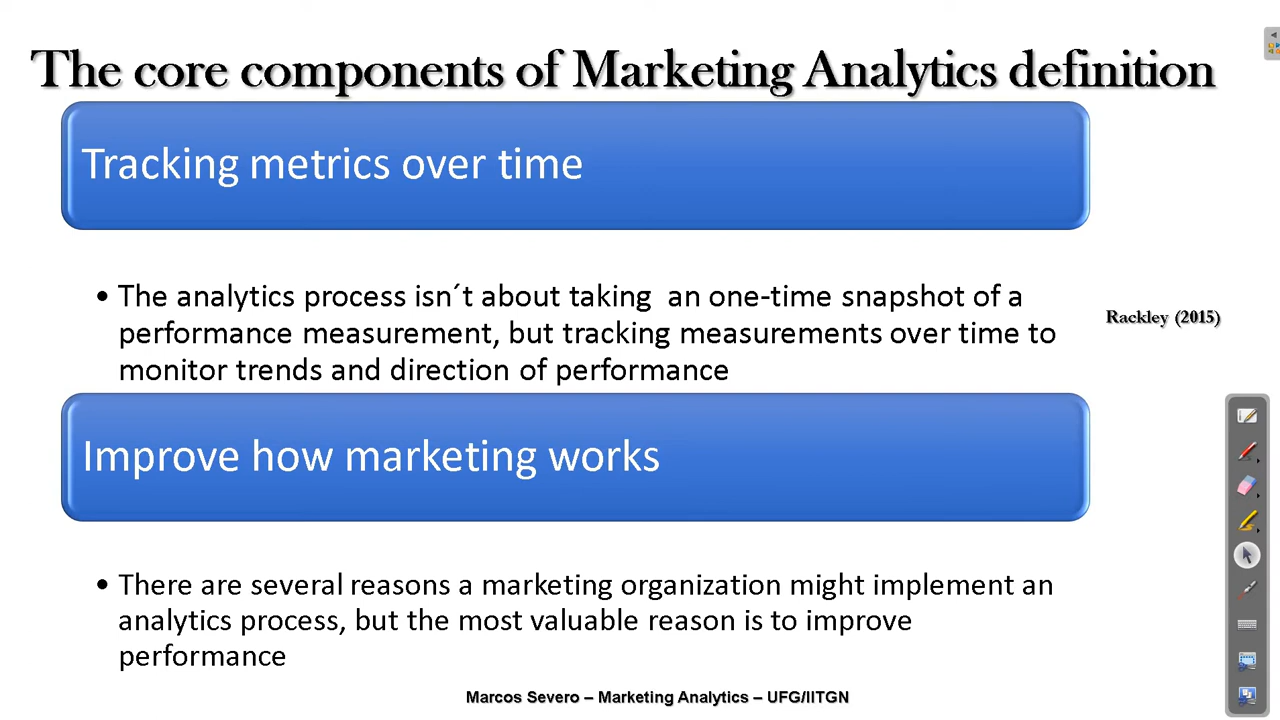 The core components of Marketing Analytics definition
Tracking metrics over time
• The analytics process isn´t about taking  an one-time snapshot of a
performance measurement, but tracking measurements over time to
monitor trends and direction of performance
Rackley (2015)
Improve how marketing works
• There are several reasons a marketing organization might implement an
analytics process, but the most valuable reason is to improve
performance
Marcos Severo – Marketing Analytics – UFG/IITGN